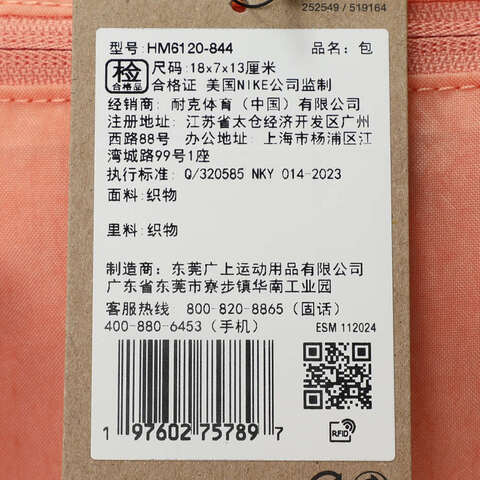 252549 / 519164
型号: HM6120-844 品名: 包
检 合格品 尺码: 18x7x13厘米
合格证 美国NIKE公司监制
经销商: 耐克体育（中国）有限公司
注册地址: 江苏省太仓经济开发区广州
西路88号 办公地址: 上海市杨浦区江
湾城路99号1座
执行标准: Q/320585 NKY 014-2023
面料: 织物
里料: 织物
制造商: 东莞广上运动用品有限公司
广东省东莞市寮步镇华南工业园
客服热线 800-820-8865（固话）
400-880-6453（手机） ESM 112024
1 97602 75789 7
RFID